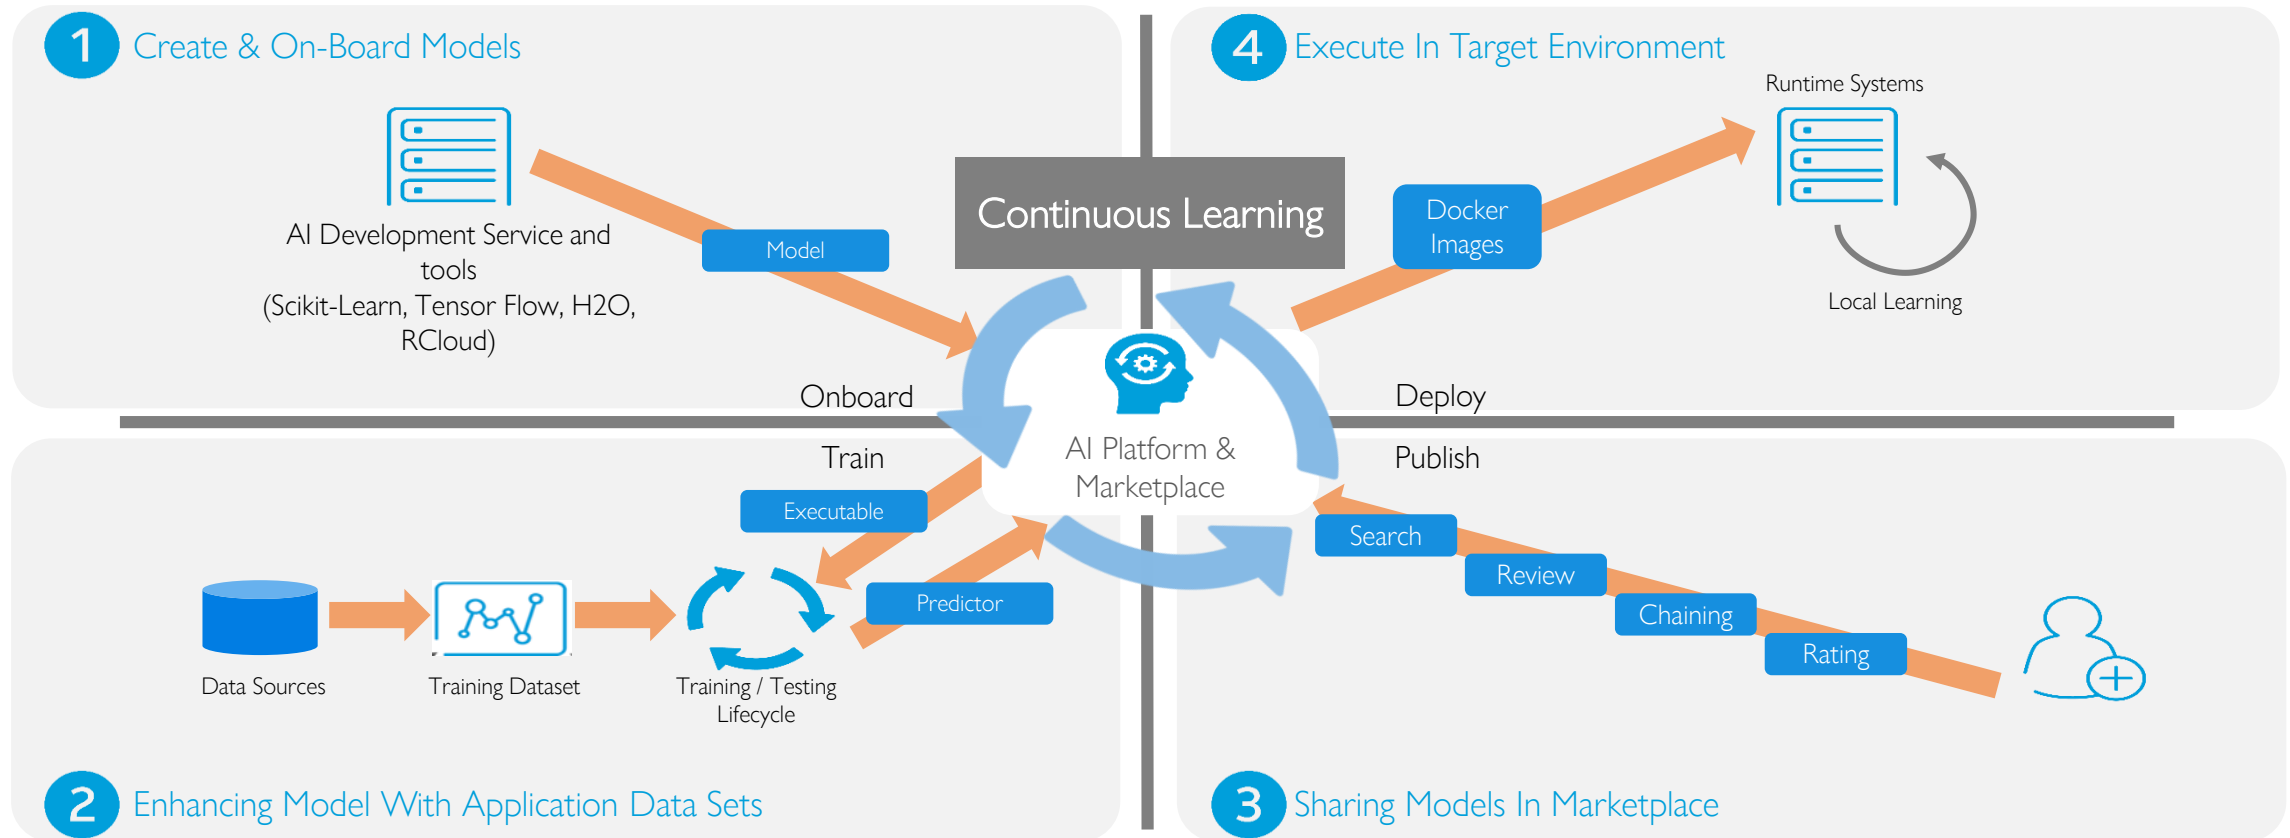 1 Create & On-Board Models
AI Development Service and
tools
(Scikit-Learn, Tensor Flow, H2O,
RCloud)
Model
Onboard
Continuous Learning
4 Execute In Target Environment
Runtime Systems
Docker
Images
Local Learning
Deploy
AI Platform &
Marketplace
Train
Executable
Predictor
Data Sources
Training Dataset
Training / Testing
Lifecycle
2 Enhancing Model With Application Data Sets
Publish
Search
Review
Chaining
Rating
3 Sharing Models In Marketplace